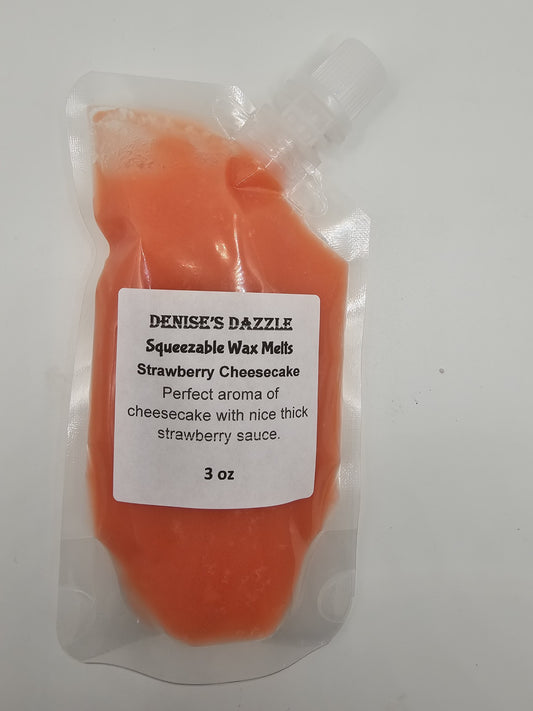 DENISE'S DAZZLE
Squeezable Wax Melts
Strawberry Cheesecake
Perfect aroma of
cheesecake with nice thick
strawberry sauce.
3 oz